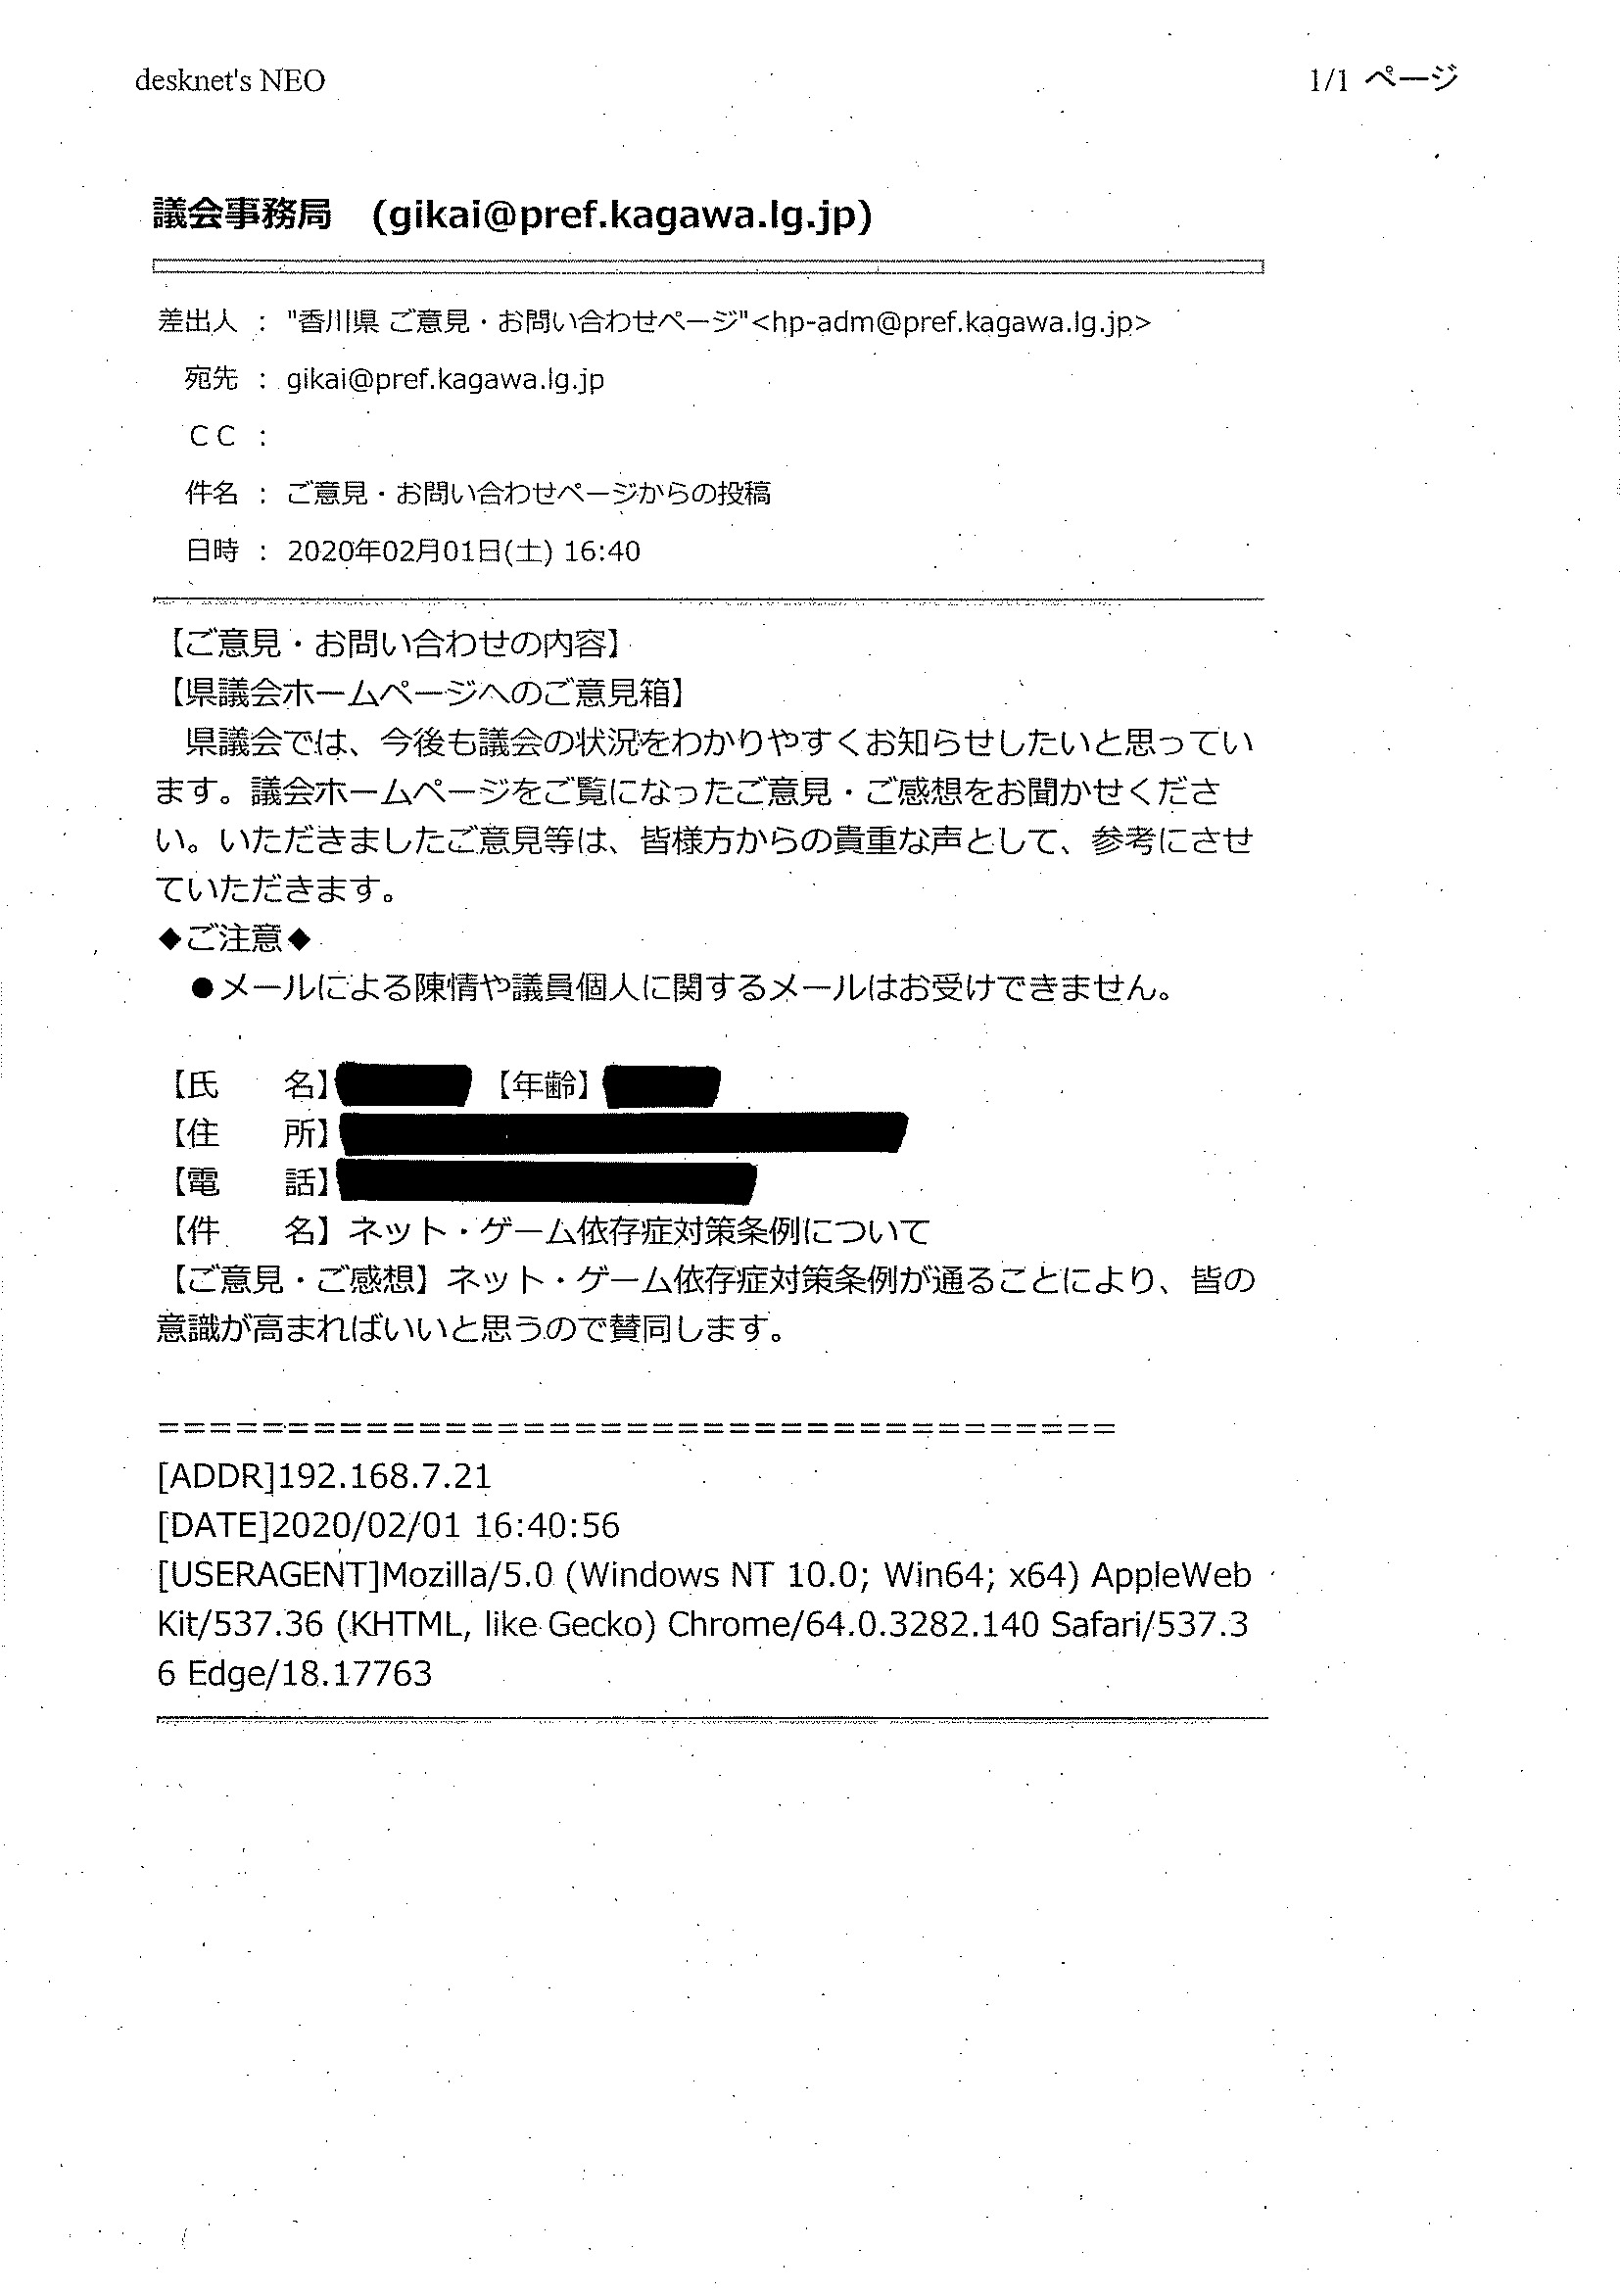 desknet's NEO
1/1 ページ
議会事務局　(gikai@pref.kagawa.lg.jp)
差出人 : "香川県 ご意見・お問い合わせページ"<hp-adm@pref.kagawa.lg.jp>
宛先 : gikai@pref.kagawa.lg.jp
ＣＣ :
件名 : ご意見・お問い合わせページからの投稿
日時 : 2020年02月01日(土) 16:40
【ご意見・お問い合わせの内容】
【県議会ホームページへのご意見箱】
　県議会では、今後も議会の状況をわかりやすくお知らせしたいと思ってい
ます。議会ホームページをご覧になったご意見・ご感想をお聞かせくださ
い。いただきましたご意見等は、皆様方からの貴重な声として、参考にさせ
ていただきます。
◆ご注意◆
　●メールによる陳情や議員個人に関するメールはお受けできません。
【氏　　名】　【年齢】
【住　　所】
【電　　話】
【件　　名】ネット・ゲーム依存症対策条例について
【ご意見・ご感想】ネット・ゲーム依存症対策条例が通ることにより、皆の
意識が高まればいいと思うので賛同します。
=====================================
[ADDR]192.168.7.21
[DATE]2020/02/01 16:40:56
[USERAGENT]Mozilla/5.0 (Windows NT 10.0; Win64; x64) AppleWeb
Kit/537.36 (KHTML, like Gecko) Chrome/64.0.3282.140 Safari/537.3
6 Edge/18.17763